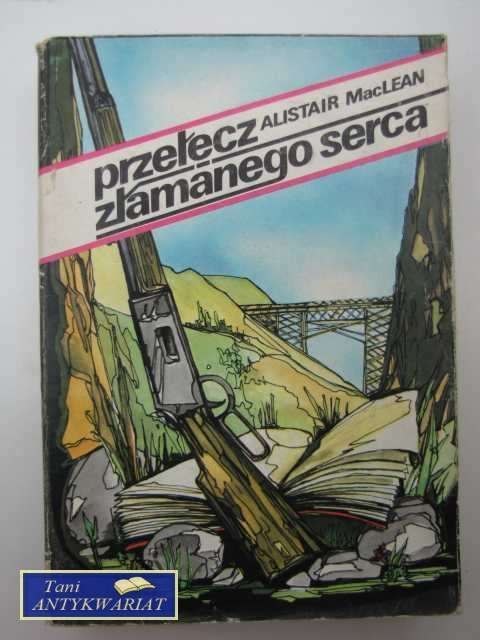 ALISTAIR MacLEAN
przełęcz
złamanego serca
Tani
ANTYKWARIAT